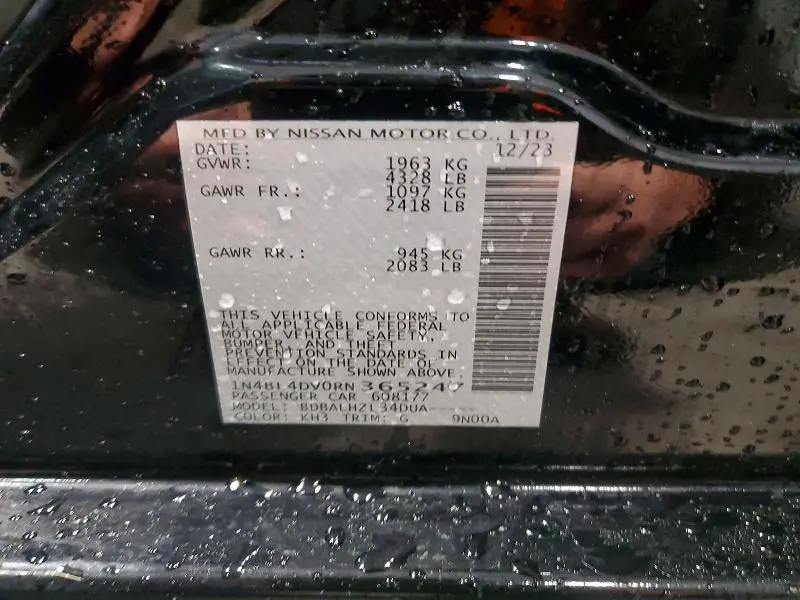 MFD BY NISSAN MOTOR CO., LTD.
DATE: 12/23
GVWR: 1963 KG
4328 LB
GAWR FR.: 1097 KG
2418 LB
GAWR RR.: 945 KG
2083 LB
THIS VEHICLE CONFORMS TO
ALL APPLICABLE FEDERAL
MOTOR VEHICLE SAFETY,
BUMPER, AND THEFT
PREVENTION STANDARDS IN
EFFECT ON THE DATE OF
MANUFACTURE SHOWN ABOVE.
1N4BL4DV0RN365247
PASSENGER CAR 608177
MODEL: BDBALHZL34DUA-----
COLOR: KH3 TRIM: G 9N00A